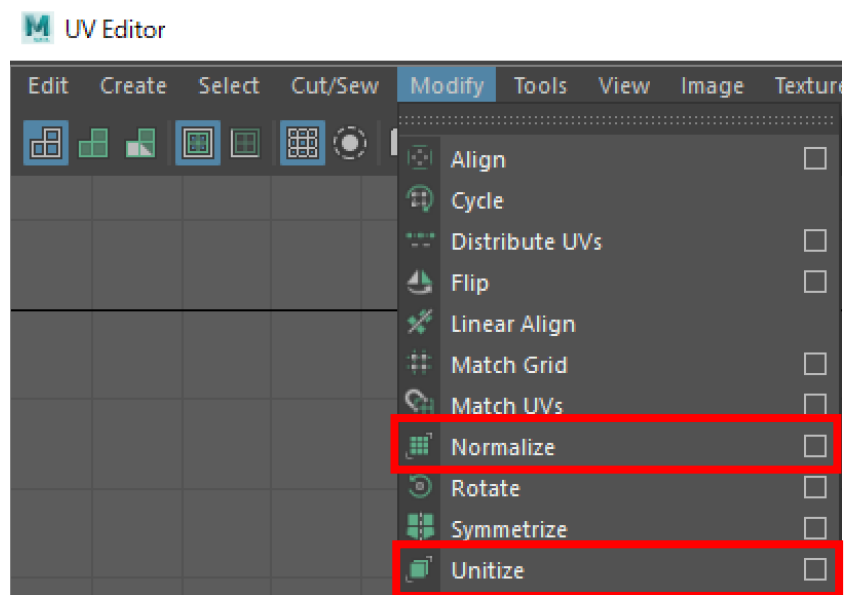 UV Editor
Edit Create Select Cut/Sew Modify Tools View Image Texture
Align
Cycle
Distribute UVs
Flip
Linear Align
Match Grid
Match UVs
Normalize
Rotate
Symmetrize
Unitize